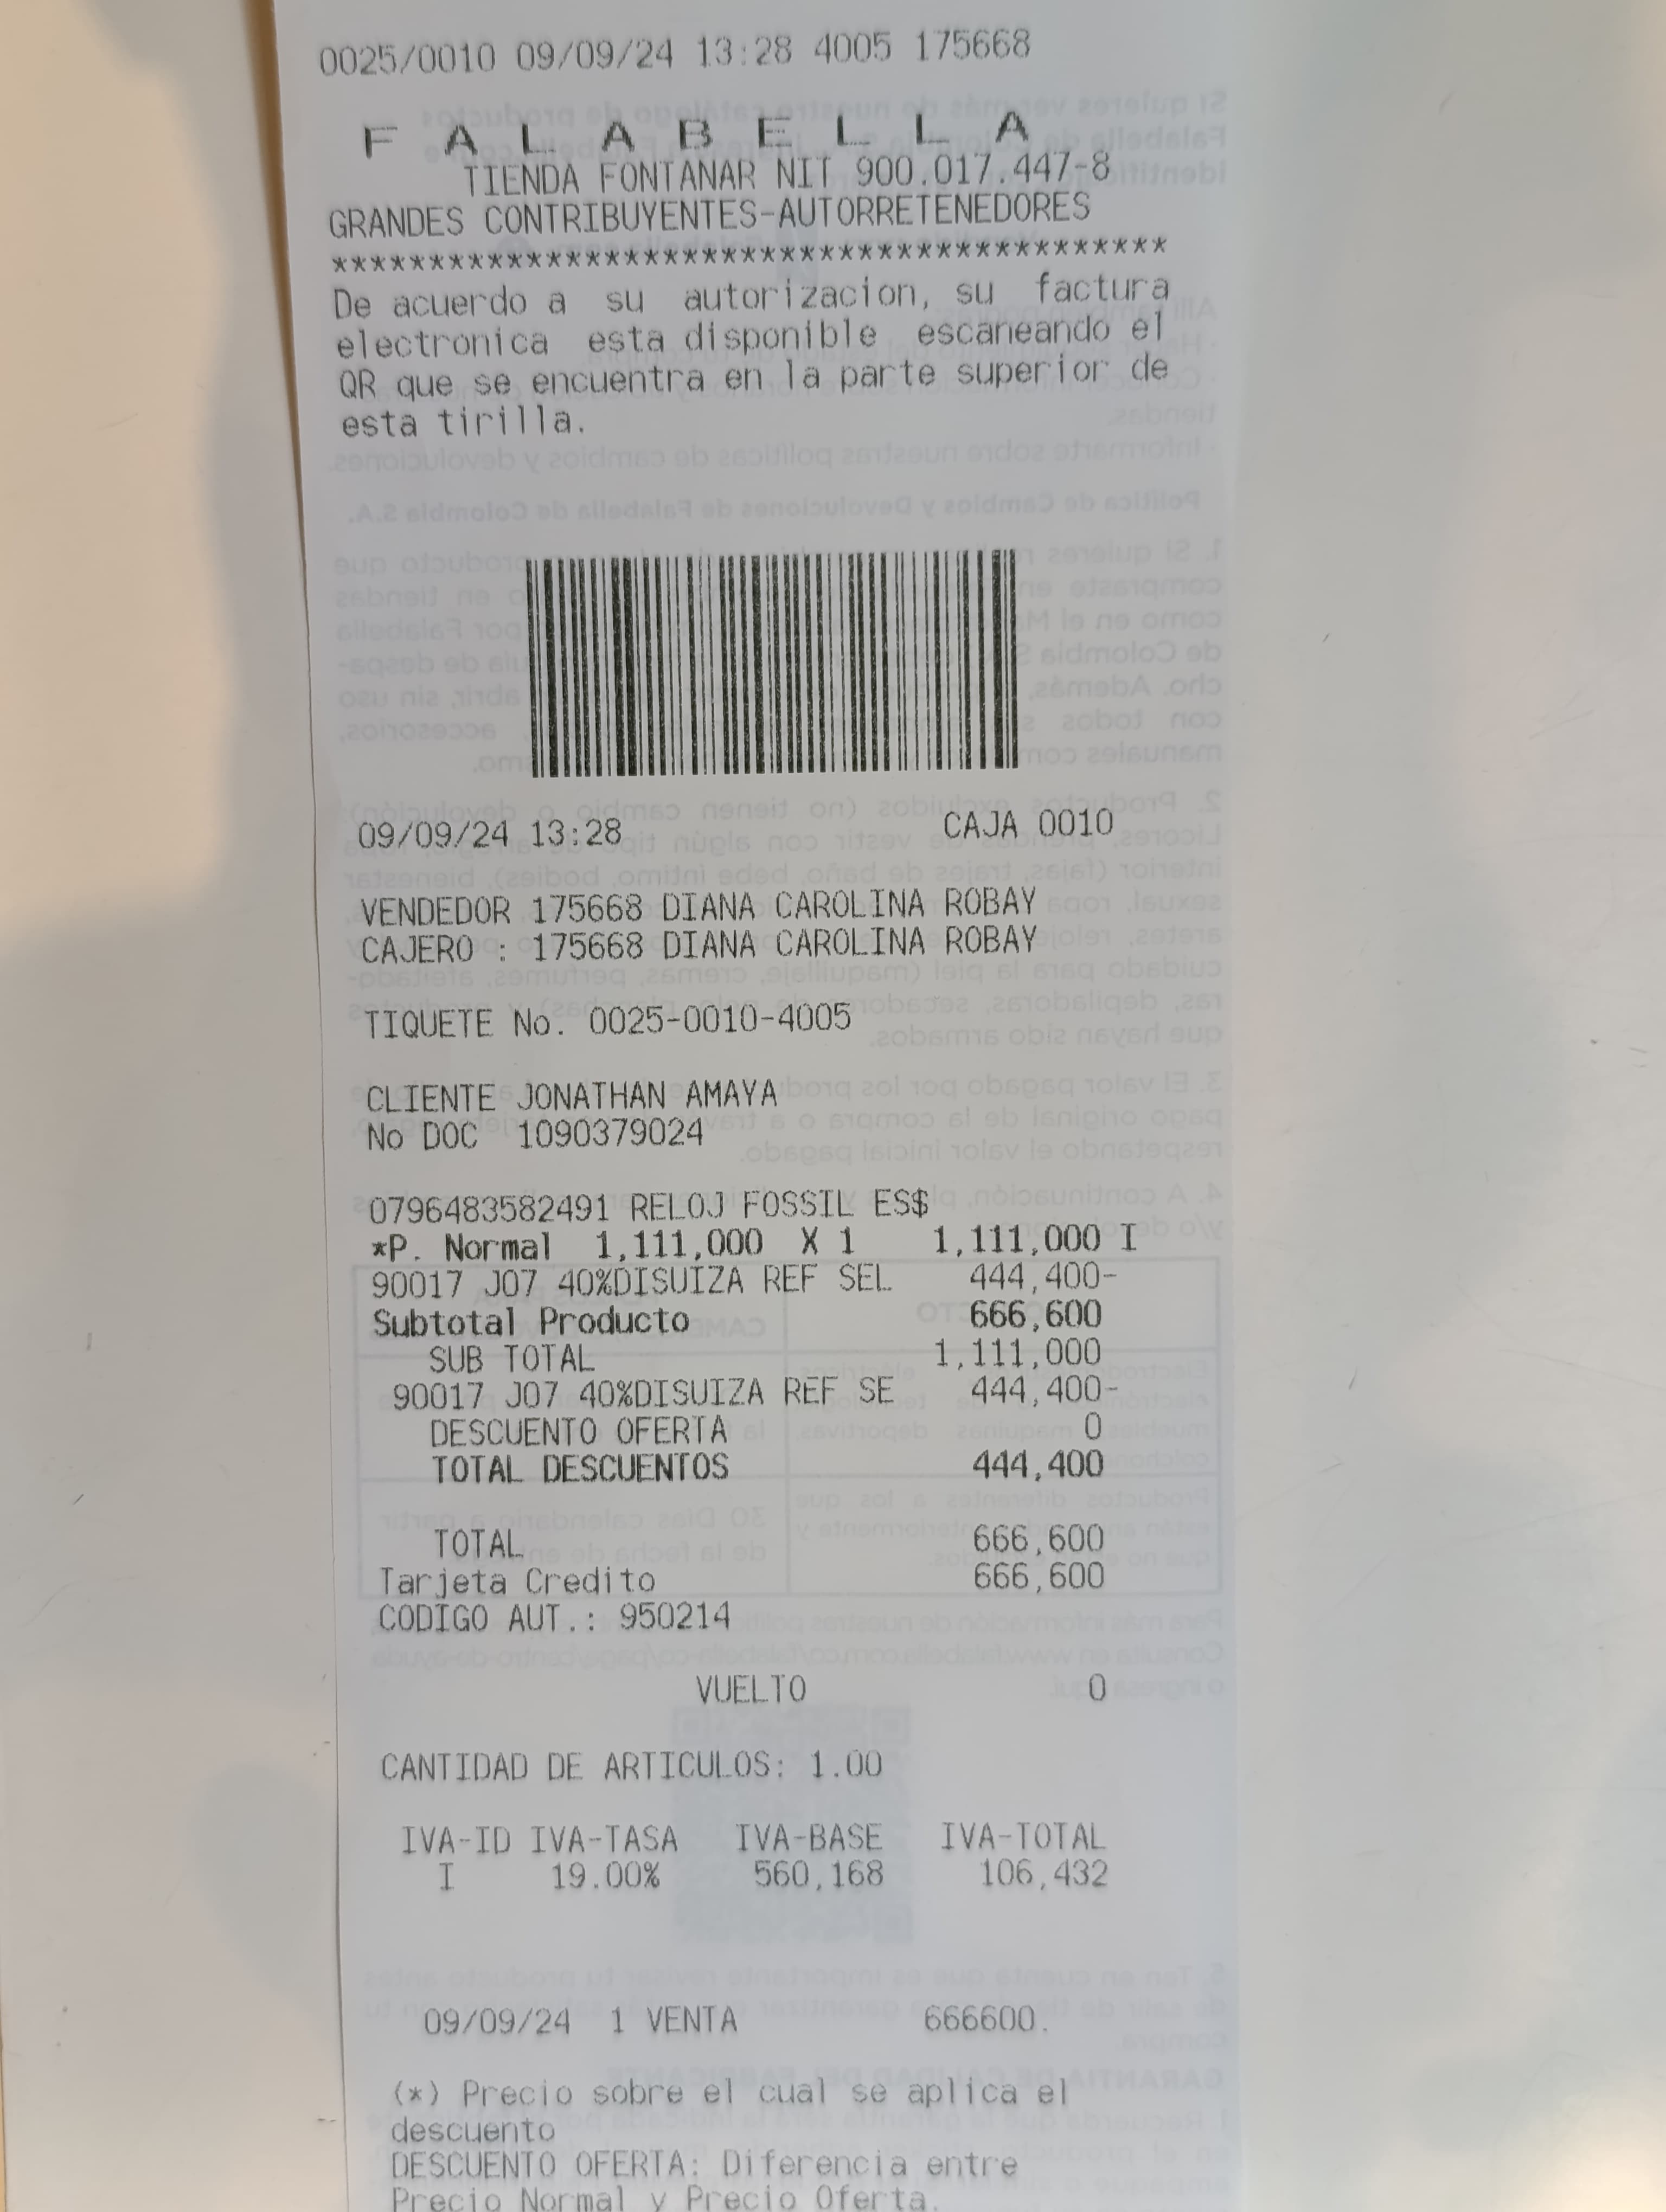 0025/0010 09/09/24 13:28 4005 175668
F A L A B E L L A
TIENDA FONTANAR NIT 900.017.447-8
GRANDES CONTRIBUYENTES-AUTORRETENEDORES
*******************************************
De acuerdo a su autorizacion, su factura
electronica esta disponible escaneando el
QR que se encuentra en la parte superior de
esta tirilla.
09/09/24 13:28 CAJA 0010
VENDEDOR 175668 DIANA CAROLINA ROBAY
CAJERO : 175668 DIANA CAROLINA ROBAY
TIQUETE No. 0025-0010-4005
CLIENTE JONATHAN AMAYA
No DOC 1090379024
0796483582491 RELOJ FOSSIL ES$
*P. Normal 1,111,000 X 1 1,111,000 I
90017 J07 40%DISUIZA REF SEL 444,400-
Subtotal Producto 666,600
SUB TOTAL 1,111,000
90017 J07 40%DISUIZA REF SE 444,400-
DESCUENTO OFERTA 0
TOTAL DESCUENTOS 444,400
TOTAL 666,600
Tarjeta Credito 666,600
CODIGO AUT.: 950214
VUELTO 0
CANTIDAD DE ARTICULOS: 1.00
IVA-ID IVA-TASA IVA-BASE IVA-TOTAL
I 19.00% 560,168 106,432
09/09/24 1 VENTA 666600.
(*) Precio sobre el cual se aplica el
descuento
DESCUENTO OFERTA: Diferencia entre
Precio Normal y Precio Oferta.